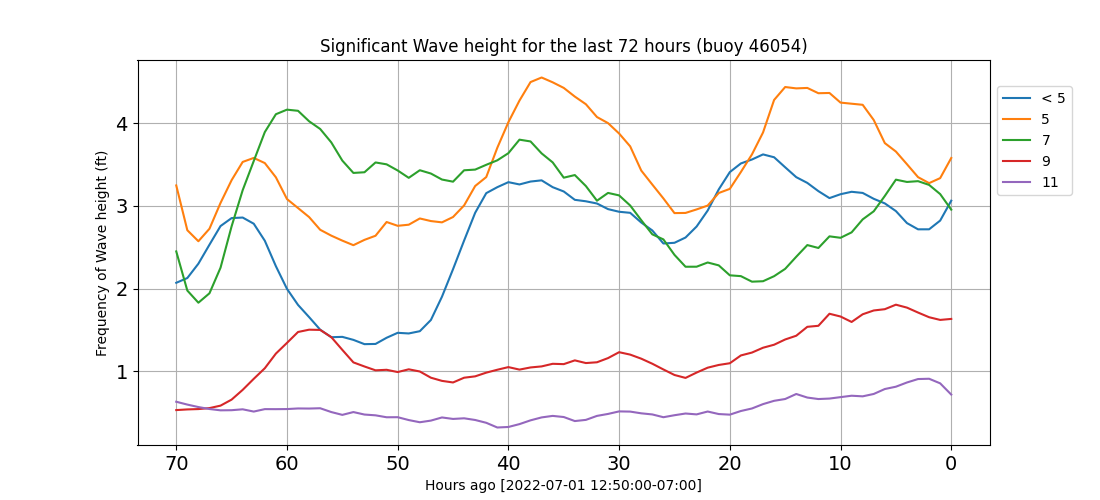 Significant Wave height for the last 72 hours (buoy 46054)
Frequency of Wave height (ft)
4
3
2
1
70 60 50 40 30 20 10 0
Hours ago [2022-07-01 12:50:00-07:00]
< 5
5
7
9
11